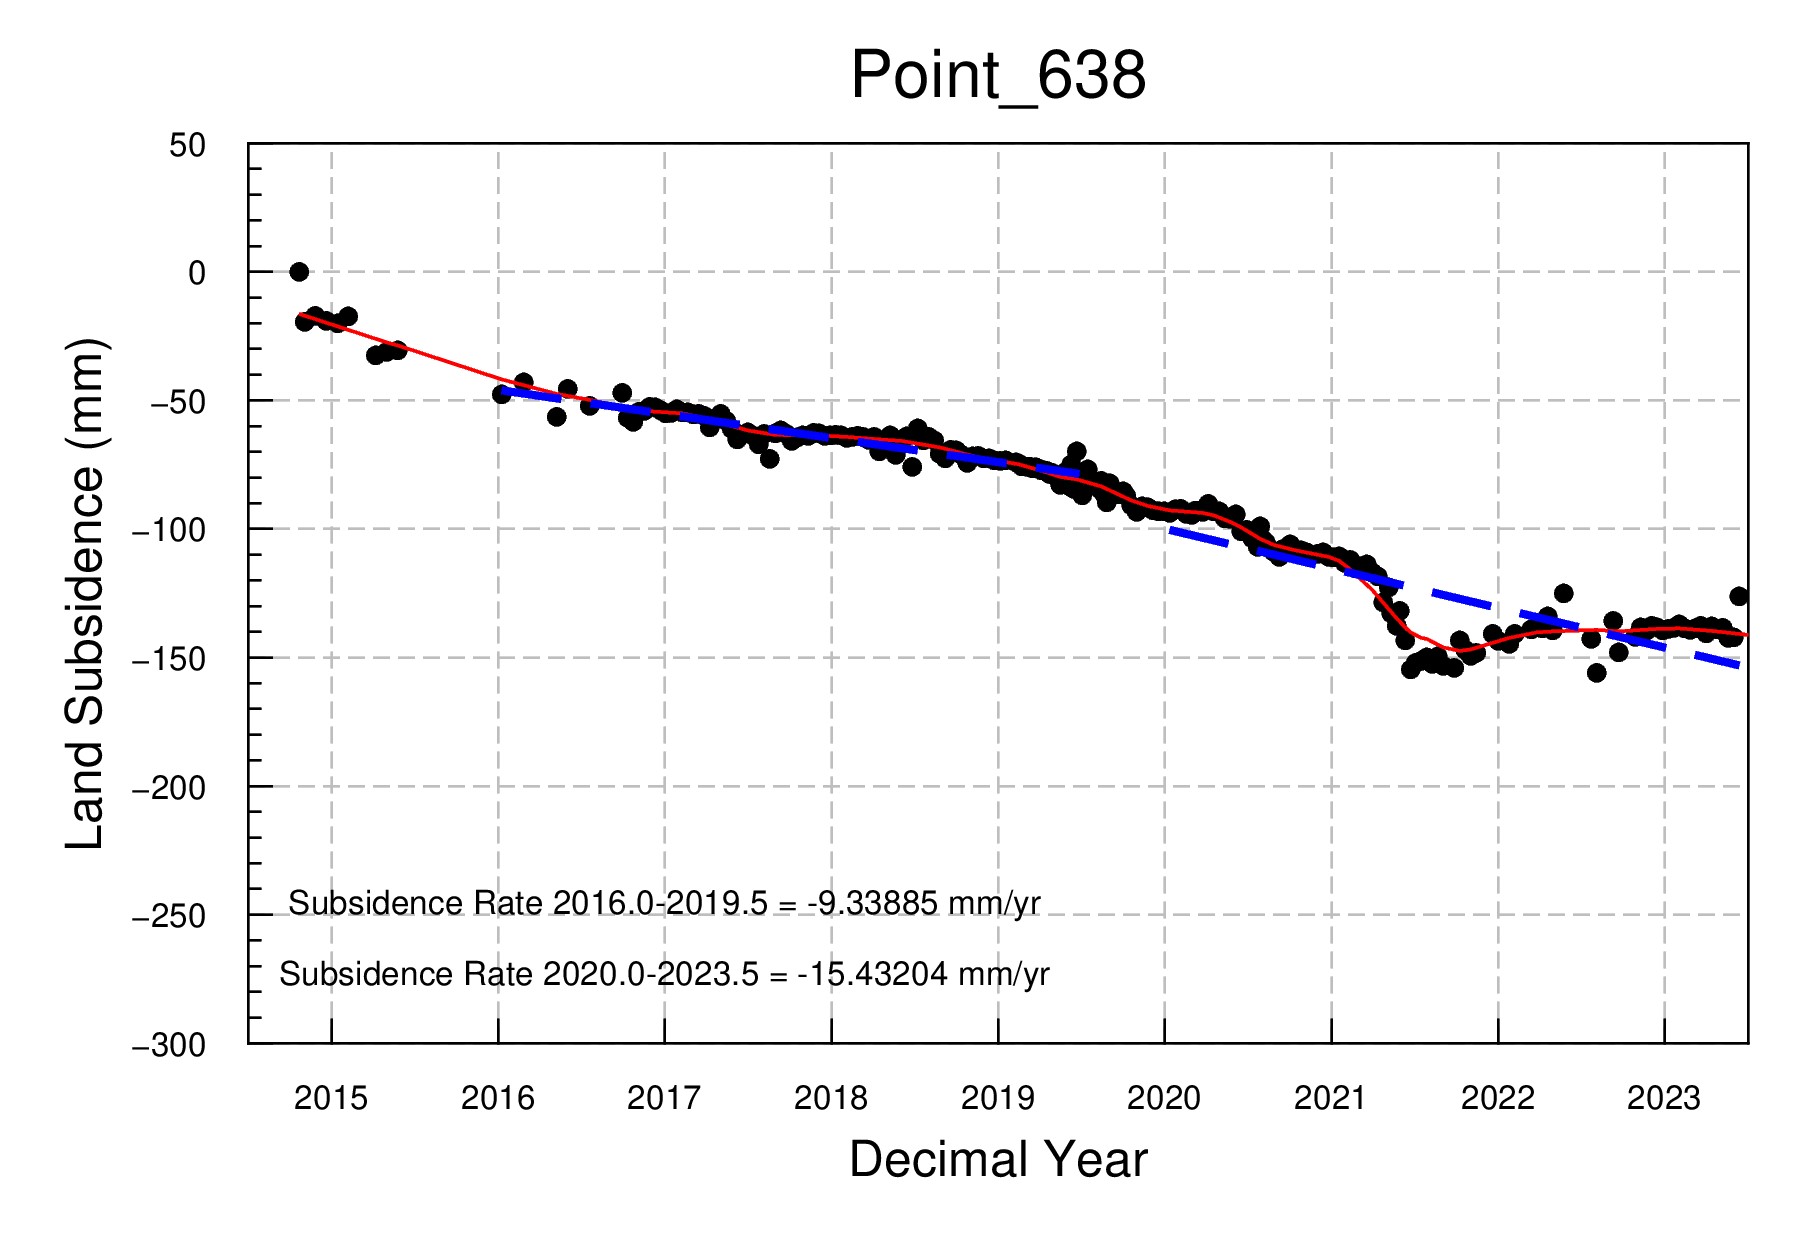 Point_638
50
0
−50
−100
−150
−200
−250
−300
Land Subsidence (mm)
Subsidence Rate 2016.0-2019.5 = -9.33885 mm/yr
Subsidence Rate 2020.0-2023.5 = -15.43204 mm/yr
2015 2016 2017 2018 2019 2020 2021 2022 2023
Decimal Year